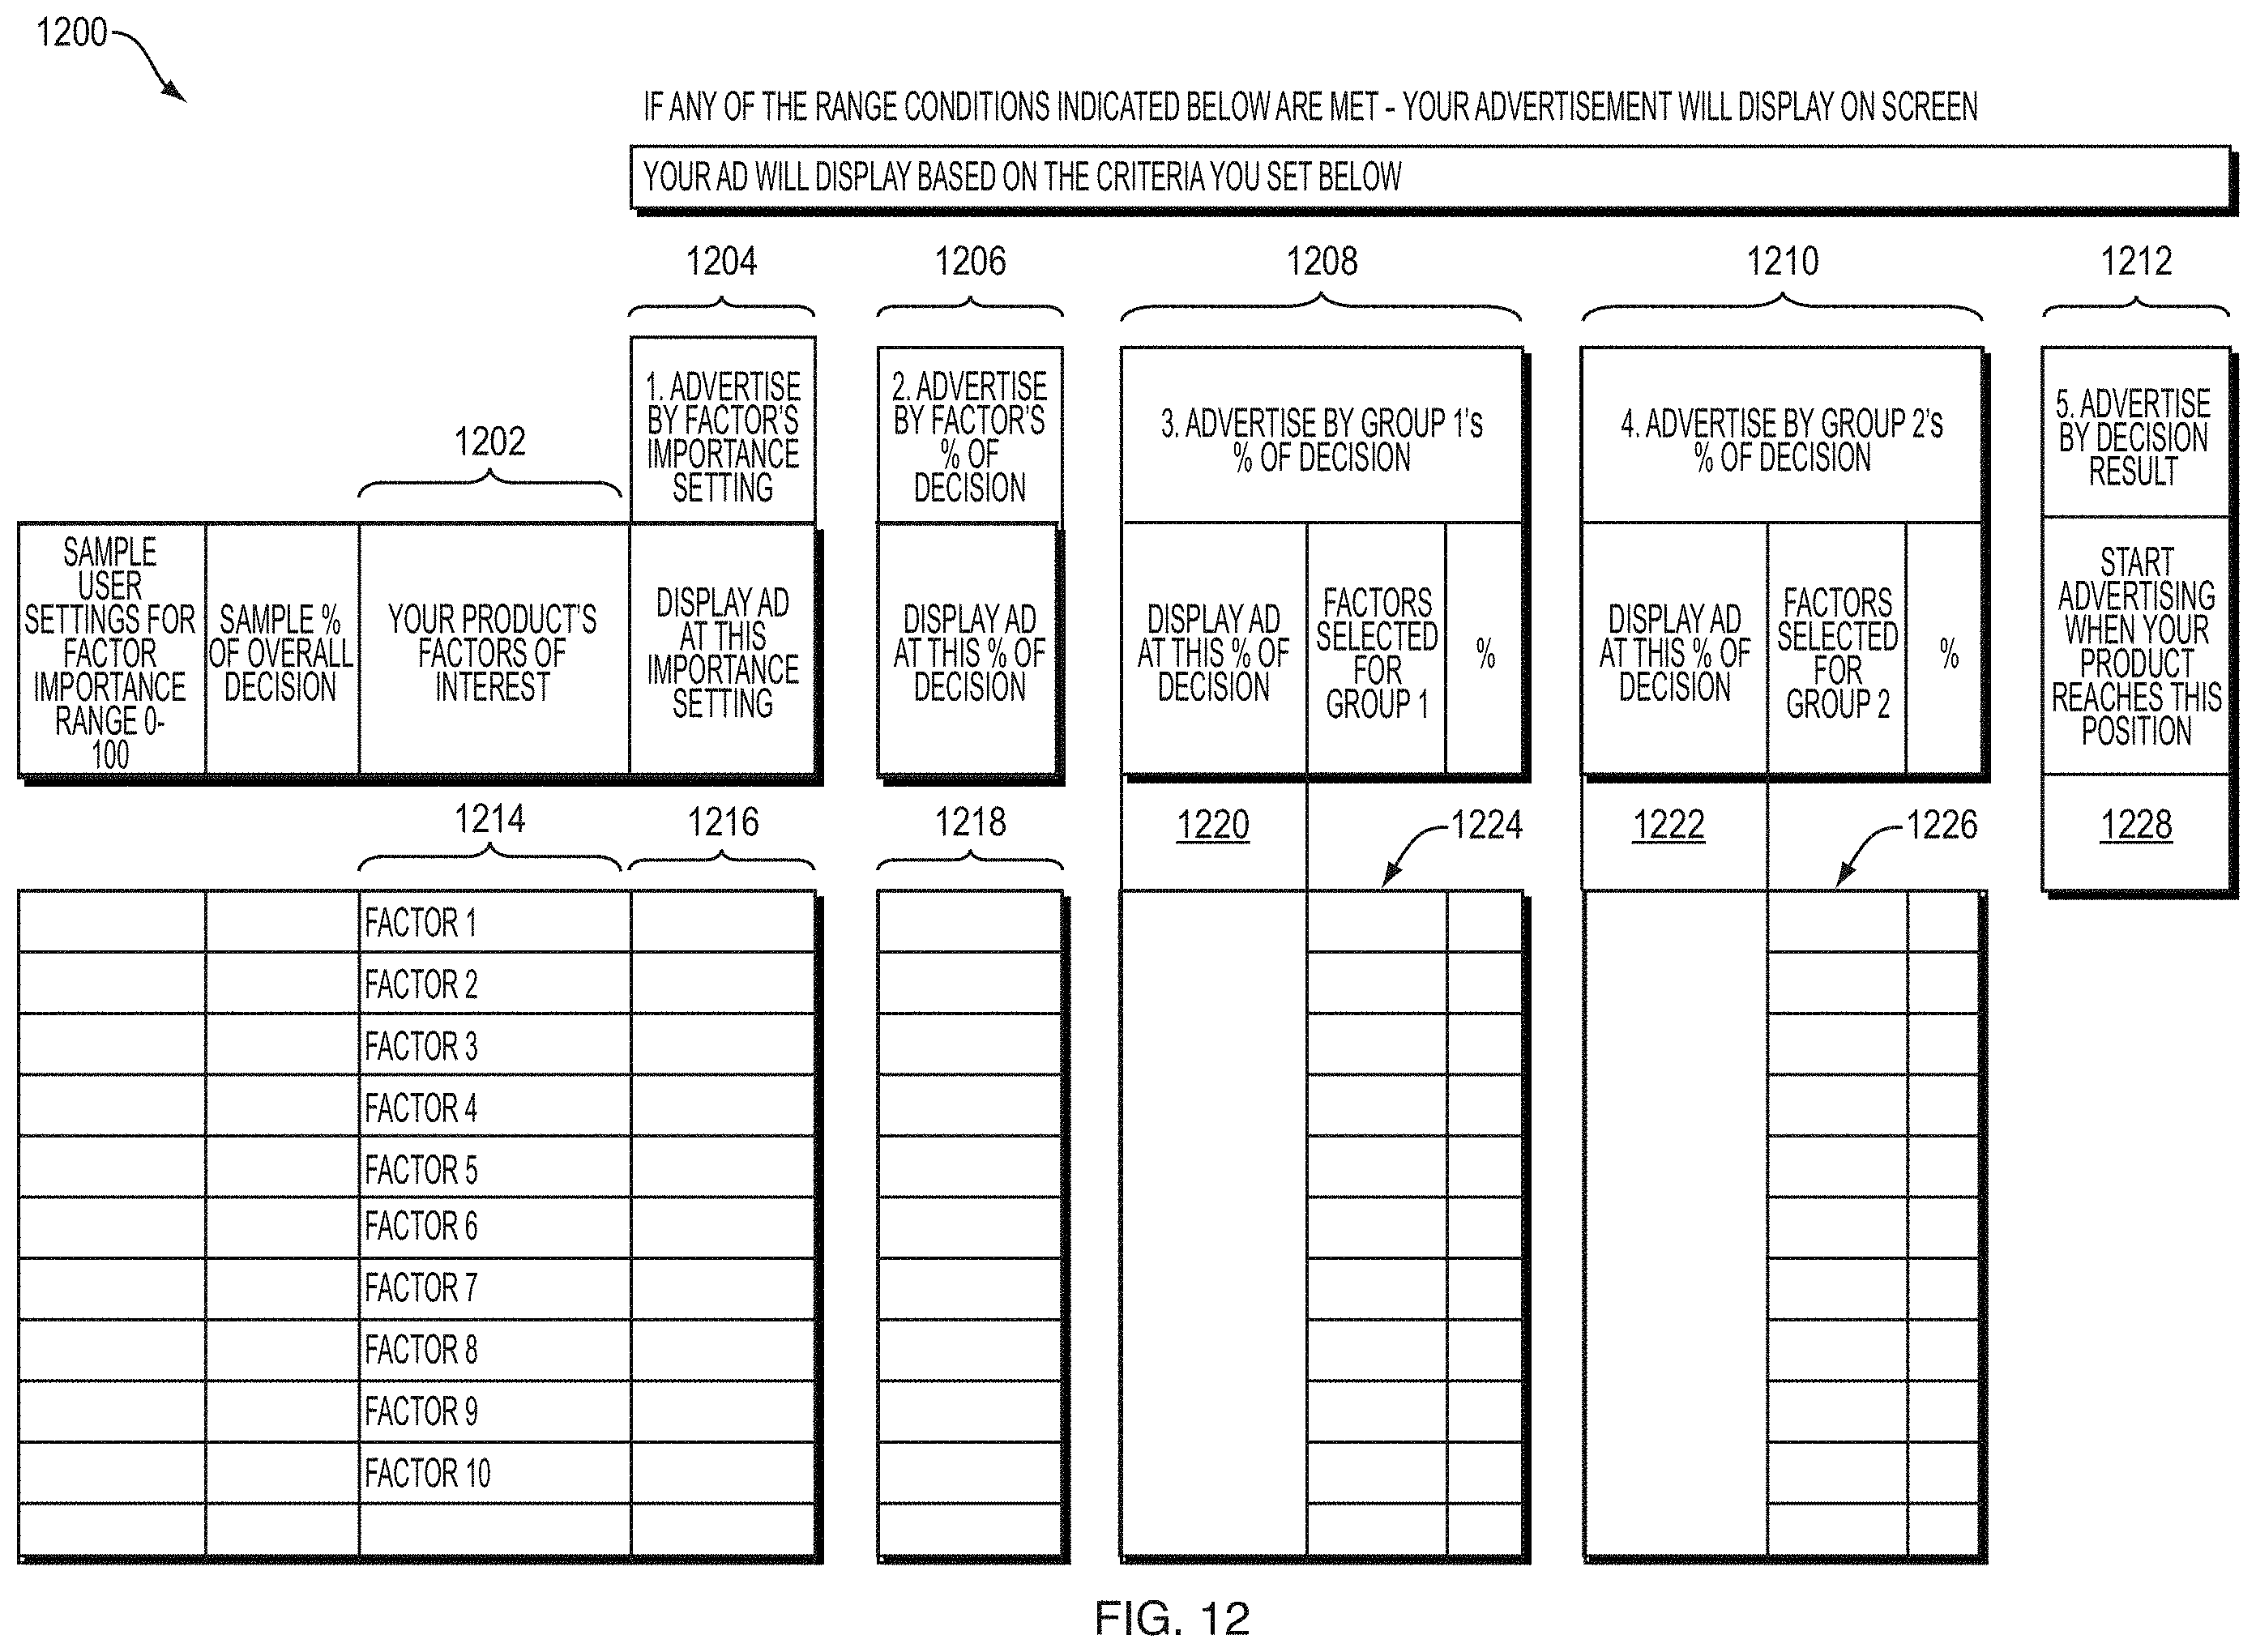 1200
IF ANY OF THE RANGE CONDITIONS INDICATED BELOW ARE MET – YOUR ADVERTISEMENT WILL DISPLAY ON SCREEN
YOUR AD WILL DISPLAY BASED ON THE CRITERIA YOU SET BELOW
1204
1206
1208
1210
1212
1. ADVERTISE
BY FACTOR'S
IMPORTANCE
SETTING
2. ADVERTISE
BY FACTOR'S
% OF
DECISION
3. ADVERTISE BY GROUP 1's
% OF DECISION
4. ADVERTISE BY GROUP 2's
% OF DECISION
5. ADVERTISE
BY DECISION
RESULT
1202
SAMPLE
USER
SETTINGS FOR
FACTOR
IMPORTANCE
RANGE 0-
100
SAMPLE %
OF OVERALL
DECISION
YOUR PRODUCT'S
FACTORS OF
INTEREST
DISPLAY AD
AT THIS
IMPORTANCE
SETTING
DISPLAY AD
AT THIS % OF
DECISION
DISPLAY AD
AT THIS % OF
DECISION
FACTORS
SELECTED
FOR
GROUP 1
%
DISPLAY AD
AT THIS % OF
DECISION
FACTORS
SELECTED
FOR
GROUP 2
%
START
ADVERTISING
WHEN YOUR
PRODUCT
REACHES THIS
POSITION
1214
1216
1218
1220
1224
1222
1226
1228
FACTOR 1
FACTOR 2
FACTOR 3
FACTOR 4
FACTOR 5
FACTOR 6
FACTOR 7
FACTOR 8
FACTOR 9
FACTOR 10
FIG. 12